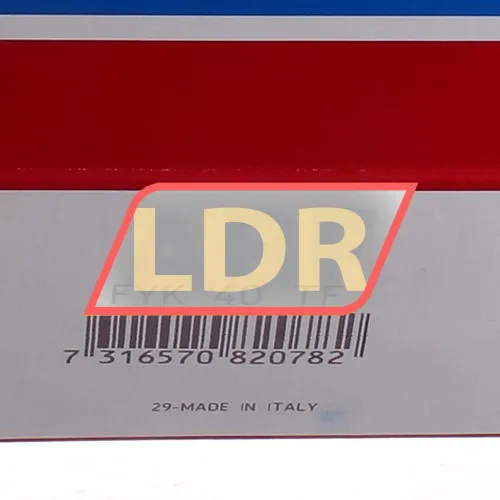 LDR
FYK 40 TF
7 316570 820782
29-MADE IN ITALY